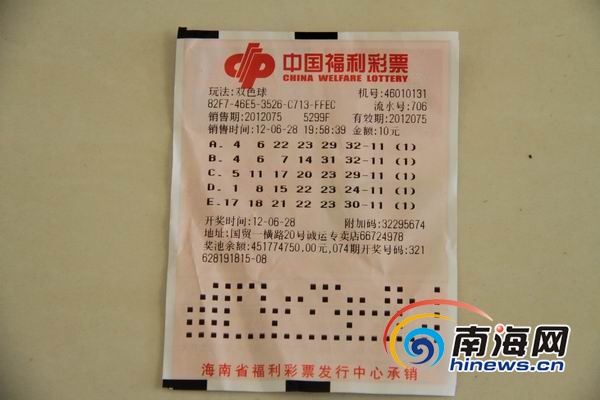 中国福利彩票
CHINA WELFARE LOTTERY
玩法:双色球 机号:46010131
82F7-46E5-3526-C713-FFEC 流水号:706
销售期:2012075 5299F 有效期:2012075
销售时间:12-06-28 19:58:39 金额:10元
A. 4 6 22 23 29 32-11 (1)
B. 4 6 7 14 31 32-11 (1)
C. 5 11 17 20 23 29-11 (1)
D. 1 8 15 22 23 24-11 (1)
E. 17 18 21 22 23 30-11 (1)
开奖时间:12-06-28 附加码:32295674
地址:国贸一横路20号诚运专卖店66724978
奖池余额:451774750.00元,074期开奖号码:321
628191815-08
海南省福利彩票发行中心承销
南海网
www.hinews.cn